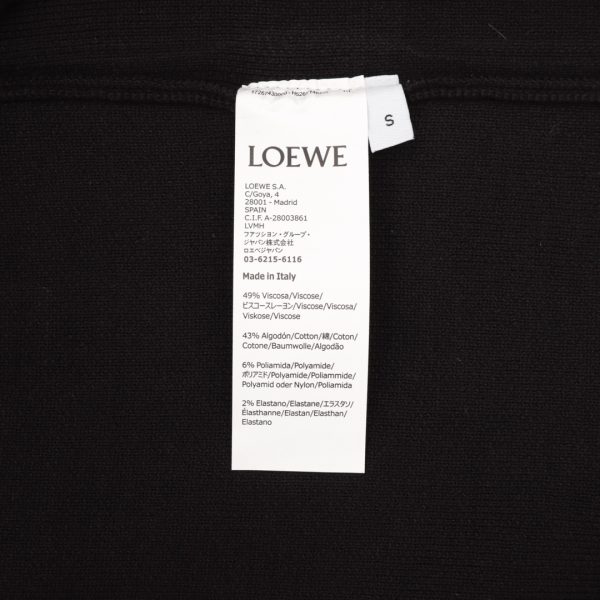 S
LOEWE
LOEWE S.A.
C/Goya, 4
28001 - Madrid
SPAIN
C.I.F. A-28003861
LVMH
ファッション・グループ・
ジャパン株式会社
ロエベジャパン
03-6215-6116
Made in Italy
49% Viscosa/Viscose/
ビスコースレーヨン/Viscose/Viscosa/
Viskose/Viscose
43% Algodón/Cotton/綿/Coton/
Cotone/Baumwolle/Algodão
6% Poliamida/Polyamide/
ポリアミド/Polyamide/Poliammide/
Polyamid oder Nylon/Poliamida
2% Elastano/Elastane/エラスタン/
Élasthanne/Elastan/Elasthan/
Elastano